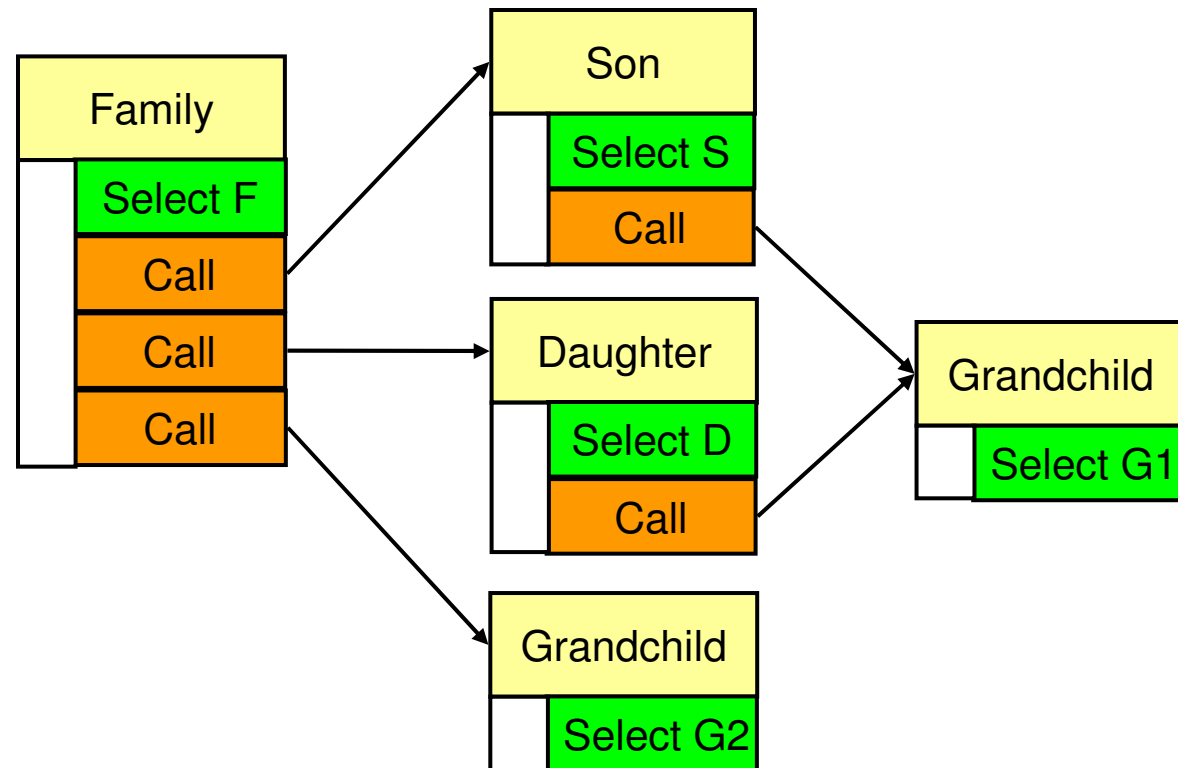 Family
Select F
Call
Call
Call
Son
Select S
Call
Daughter
Select D
Call
Grandchild
Select G2
Grandchild
Select G1